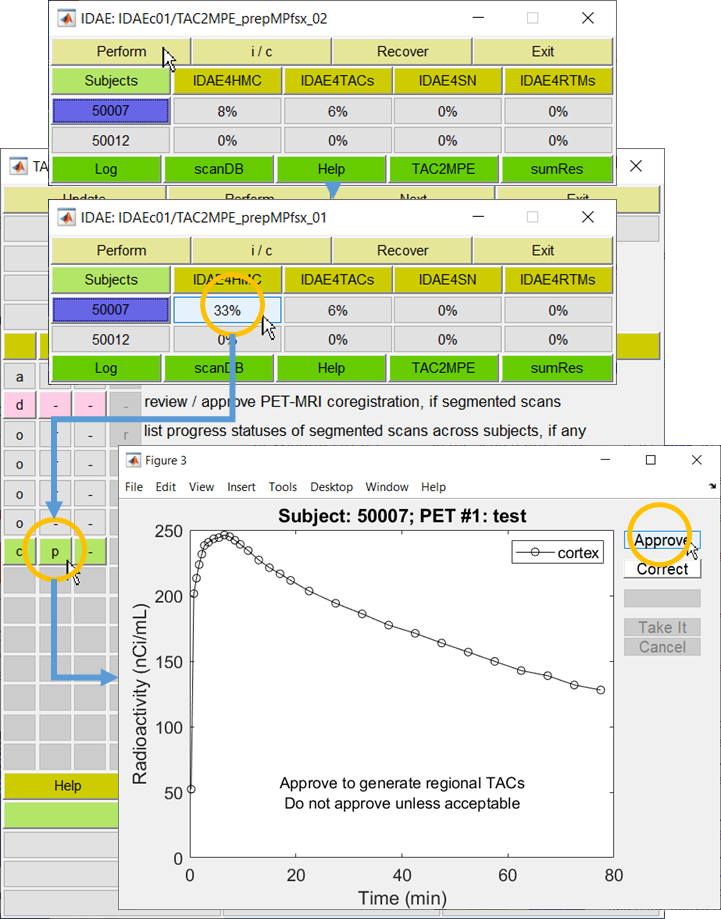 IDAE: IDAEc01/TAC2MPE_prepMPfsx_02
Perform i / c Recover Exit
Subjects IDAE4HMC IDAE4TACs IDAE4SN IDAE4RTMs
50007 8% 6% 0% 0%
50012 0% 0% 0% 0%
Log scanDB Help TAC2MPE sumRes
TA
Update Perform Next Exit
IDAE: IDAEc01/TAC2MPE_prepMPfsx_01
Perform i / c Recover Exit
Subjects IDAE4HMC IDAE4TACs IDAE4SN IDAE4RTMs
50007 33% 6% 0% 0%
50012 0% 0% 0% 0%
Log scanDB Help TAC2MPE sumRes
a
d - - - review / approve PET-MRI coregistration, if segmented scans
o - - r list progress statuses of segmented scans across subjects, if any
o - -
o - -
o - -
c p -
Help
Figure 3
File Edit View Insert Tools Desktop Window Help
Subject: 50007; PET #1: test
cortex
Approve
Correct
Take It
Cancel
Radioactivity (nCi/mL)
250
200
150
100
50
0
Approve to generate regional TACs
Do not approve unless acceptable
0 20 40 60 80
Time (min)